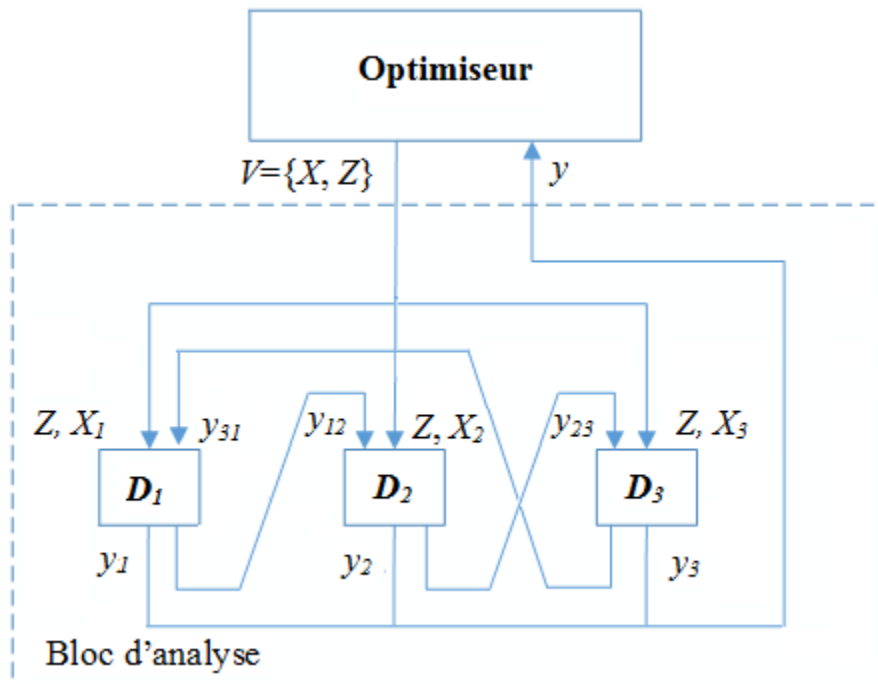 Optimiseur
V={X, Z}
y
Z, X1
y31
y12
Z, X2
y23
Z, X3
D1
D2
D3
y1
y2
y3
Bloc d'analyse